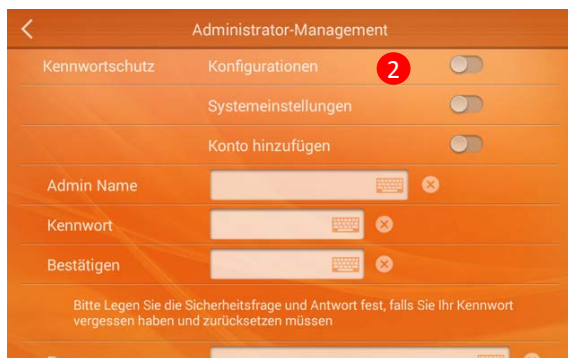 Administrator-Management
Kennwortschutz Konfigurationen 2
Systemeinstellungen
Konto hinzufügen
Admin Name
Kennwort
Bestätigen
Bitte Legen Sie die Sicherheitsfrage und Antwort fest, falls Sie Ihr Kennwort
vergessen haben und zurücksetzen müssen